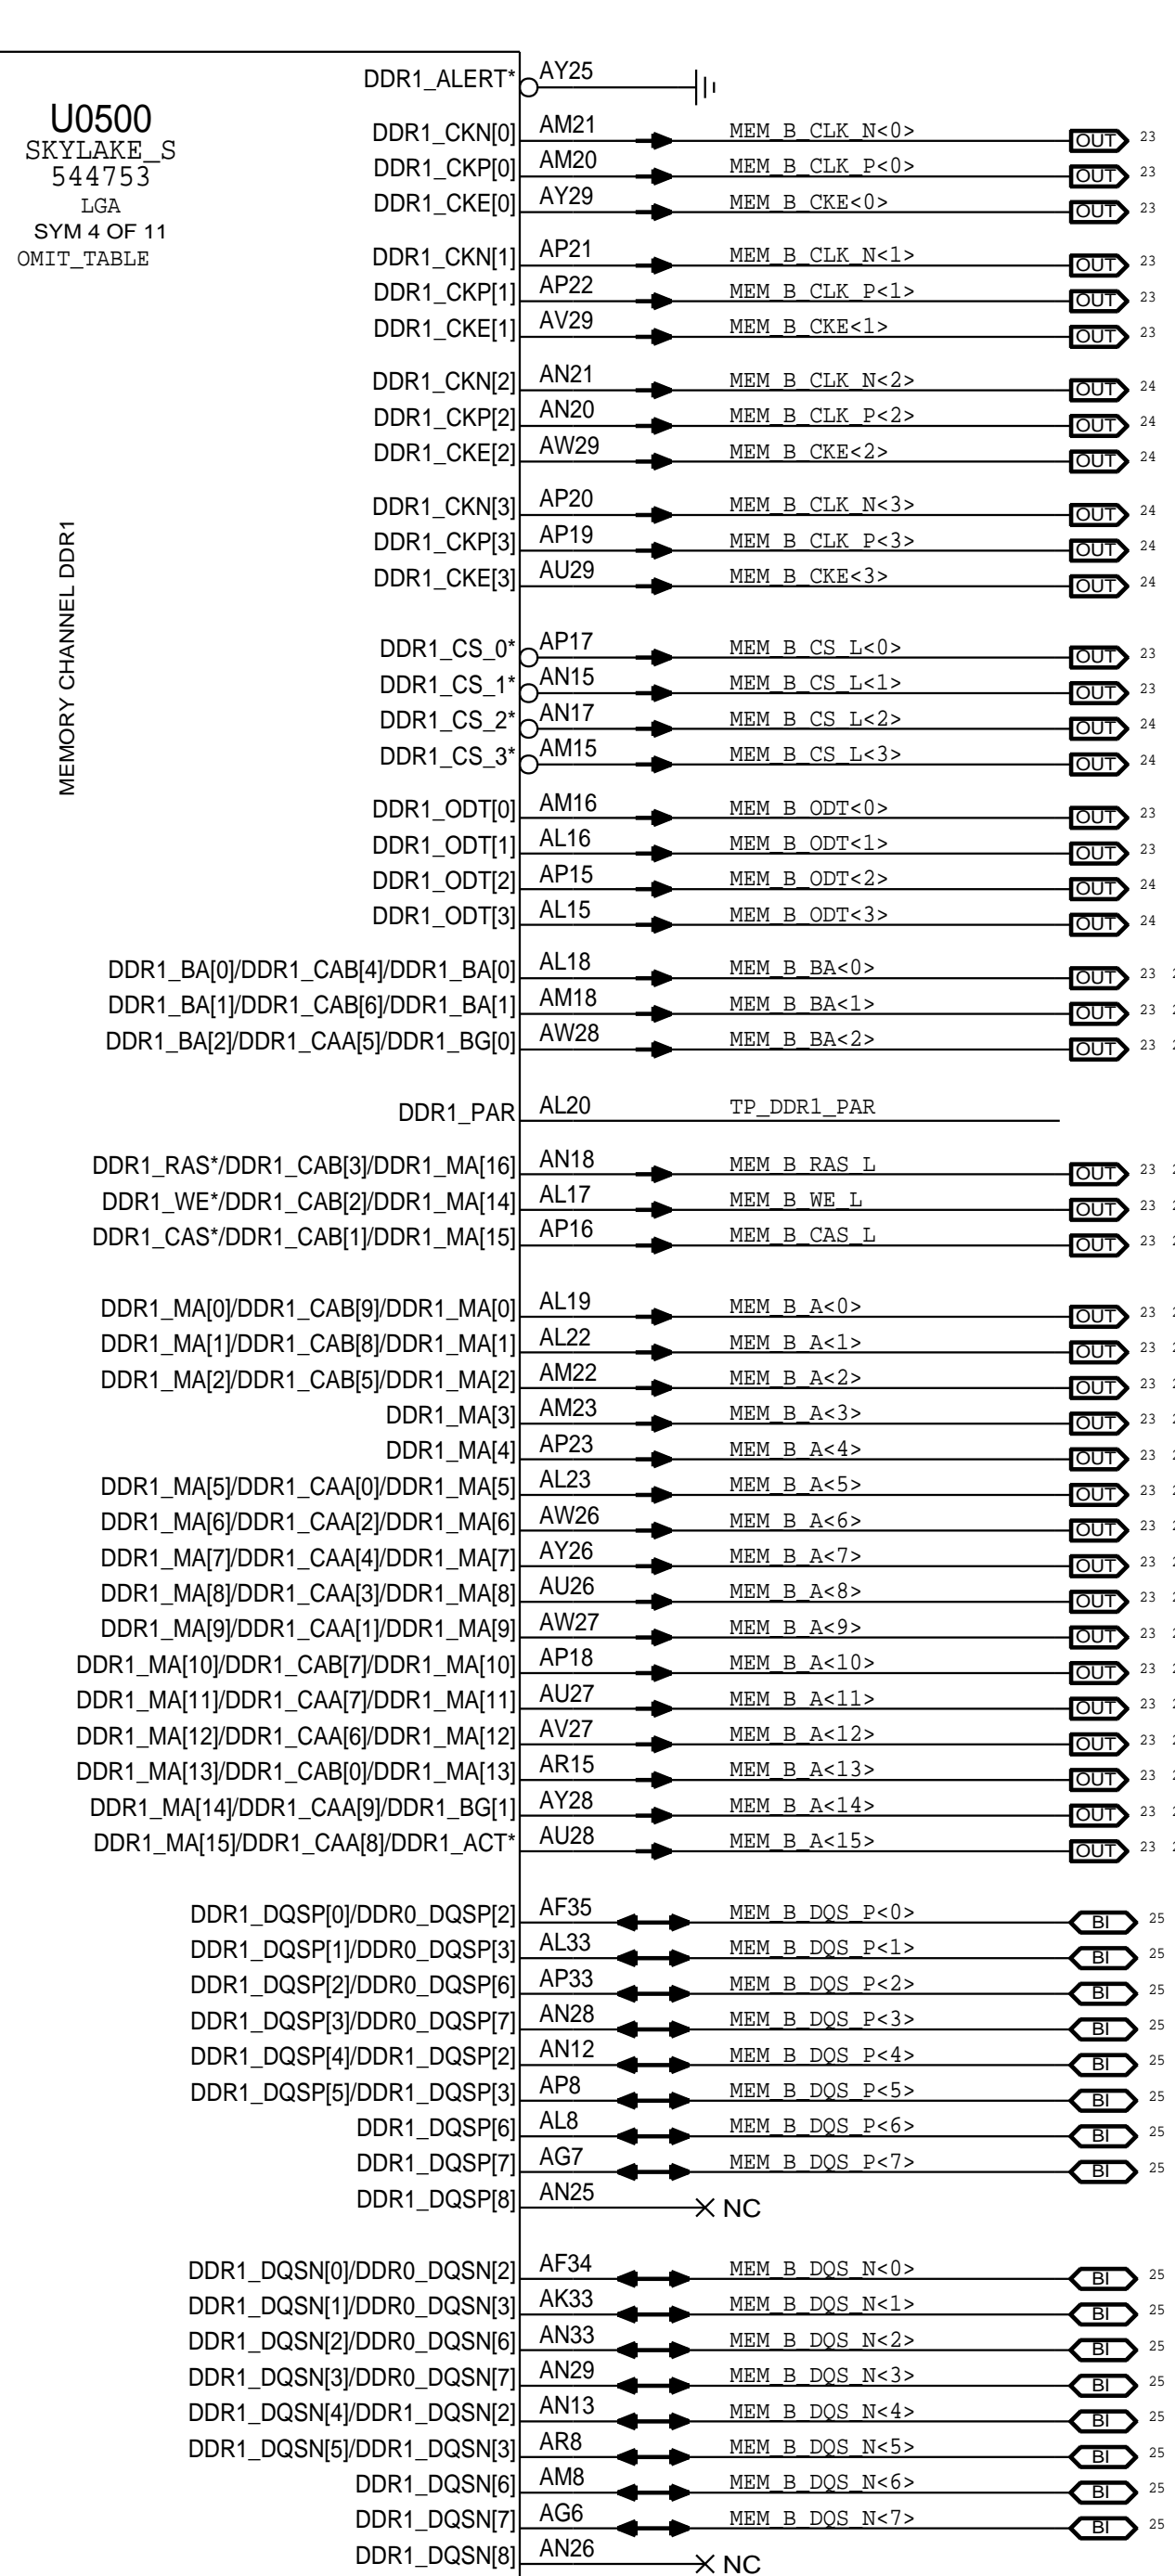 DDR1_ALERT* AY25
U0500
SKYLAKE_S
544753
LGA
SYM 4 OF 11
OMIT_TABLE
MEMORY CHANNEL DDR1
DDR1_CKN[0] AM21 MEM_B_CLK_N<0> OUT 23
DDR1_CKP[0] AM20 MEM_B_CLK_P<0> OUT 23
DDR1_CKE[0] AY29 MEM_B_CKE<0> OUT 23
DDR1_CKN[1] AP21 MEM_B_CLK_N<1> OUT 23
DDR1_CKP[1] AP22 MEM_B_CLK_P<1> OUT 23
DDR1_CKE[1] AV29 MEM_B_CKE<1> OUT 23
DDR1_CKN[2] AN21 MEM_B_CLK_N<2> OUT 24
DDR1_CKP[2] AN20 MEM_B_CLK_P<2> OUT 24
DDR1_CKE[2] AW29 MEM_B_CKE<2> OUT 24
DDR1_CKN[3] AP20 MEM_B_CLK_N<3> OUT 24
DDR1_CKP[3] AP19 MEM_B_CLK_P<3> OUT 24
DDR1_CKE[3] AU29 MEM_B_CKE<3> OUT 24
DDR1_CS_0* AP17 MEM_B_CS_L<0> OUT 23
DDR1_CS_1* AN15 MEM_B_CS_L<1> OUT 23
DDR1_CS_2* AN17 MEM_B_CS_L<2> OUT 24
DDR1_CS_3* AM15 MEM_B_CS_L<3> OUT 24
DDR1_ODT[0] AM16 MEM_B_ODT<0> OUT 23
DDR1_ODT[1] AL16 MEM_B_ODT<1> OUT 23
DDR1_ODT[2] AP15 MEM_B_ODT<2> OUT 24
DDR1_ODT[3] AL15 MEM_B_ODT<3> OUT 24
DDR1_BA[0]/DDR1_CAB[4]/DDR1_BA[0] AL18 MEM_B_BA<0> OUT 23
DDR1_BA[1]/DDR1_CAB[6]/DDR1_BA[1] AM18 MEM_B_BA<1> OUT 23
DDR1_BA[2]/DDR1_CAA[5]/DDR1_BG[0] AW28 MEM_B_BA<2> OUT 23
DDR1_PAR AL20 TP_DDR1_PAR
DDR1_RAS*/DDR1_CAB[3]/DDR1_MA[16] AN18 MEM_B_RAS_L OUT 23
DDR1_WE*/DDR1_CAB[2]/DDR1_MA[14] AL17 MEM_B_WE_L OUT 23
DDR1_CAS*/DDR1_CAB[1]/DDR1_MA[15] AP16 MEM_B_CAS_L OUT 23
DDR1_MA[0]/DDR1_CAB[9]/DDR1_MA[0] AL19 MEM_B_A<0> OUT 23
DDR1_MA[1]/DDR1_CAB[8]/DDR1_MA[1] AL22 MEM_B_A<1> OUT 23
DDR1_MA[2]/DDR1_CAB[5]/DDR1_MA[2] AM22 MEM_B_A<2> OUT 23
DDR1_MA[3] AM23 MEM_B_A<3> OUT 23
DDR1_MA[4] AP23 MEM_B_A<4> OUT 23
DDR1_MA[5]/DDR1_CAA[0]/DDR1_MA[5] AL23 MEM_B_A<5> OUT 23
DDR1_MA[6]/DDR1_CAA[2]/DDR1_MA[6] AW26 MEM_B_A<6> OUT 23
DDR1_MA[7]/DDR1_CAA[4]/DDR1_MA[7] AY26 MEM_B_A<7> OUT 23
DDR1_MA[8]/DDR1_CAA[3]/DDR1_MA[8] AU26 MEM_B_A<8> OUT 23
DDR1_MA[9]/DDR1_CAA[1]/DDR1_MA[9] AW27 MEM_B_A<9> OUT 23
DDR1_MA[10]/DDR1_CAB[7]/DDR1_MA[10] AP18 MEM_B_A<10> OUT 23
DDR1_MA[11]/DDR1_CAA[7]/DDR1_MA[11] AU27 MEM_B_A<11> OUT 23
DDR1_MA[12]/DDR1_CAA[6]/DDR1_MA[12] AV27 MEM_B_A<12> OUT 23
DDR1_MA[13]/DDR1_CAB[0]/DDR1_MA[13] AR15 MEM_B_A<13> OUT 23
DDR1_MA[14]/DDR1_CAA[9]/DDR1_BG[1] AY28 MEM_B_A<14> OUT 23
DDR1_MA[15]/DDR1_CAA[8]/DDR1_ACT* AU28 MEM_B_A<15> OUT 23
DDR1_DQSP[0]/DDR0_DQSP[2] AF35 MEM_B_DQS_P<0> BI 25
DDR1_DQSP[1]/DDR0_DQSP[3] AL33 MEM_B_DQS_P<1> BI 25
DDR1_DQSP[2]/DDR0_DQSP[6] AP33 MEM_B_DQS_P<2> BI 25
DDR1_DQSP[3]/DDR0_DQSP[7] AN28 MEM_B_DQS_P<3> BI 25
DDR1_DQSP[4]/DDR1_DQSP[2] AN12 MEM_B_DQS_P<4> BI 25
DDR1_DQSP[5]/DDR1_DQSP[3] AP8 MEM_B_DQS_P<5> BI 25
DDR1_DQSP[6] AL8 MEM_B_DQS_P<6> BI 25
DDR1_DQSP[7] AG7 MEM_B_DQS_P<7> BI 25
DDR1_DQSP[8] AN25 NC
DDR1_DQSN[0]/DDR0_DQSN[2] AF34 MEM_B_DQS_N<0> BI 25
DDR1_DQSN[1]/DDR0_DQSN[3] AK33 MEM_B_DQS_N<1> BI 25
DDR1_DQSN[2]/DDR0_DQSN[6] AN33 MEM_B_DQS_N<2> BI 25
DDR1_DQSN[3]/DDR0_DQSN[7] AN29 MEM_B_DQS_N<3> BI 25
DDR1_DQSN[4]/DDR1_DQSN[2] AN13 MEM_B_DQS_N<4> BI 25
DDR1_DQSN[5]/DDR1_DQSN[3] AR8 MEM_B_DQS_N<5> BI 25
DDR1_DQSN[6] AM8 MEM_B_DQS_N<6> BI 25
DDR1_DQSN[7] AG6 MEM_B_DQS_N<7> BI 25
DDR1_DQSN[8] AN26 NC